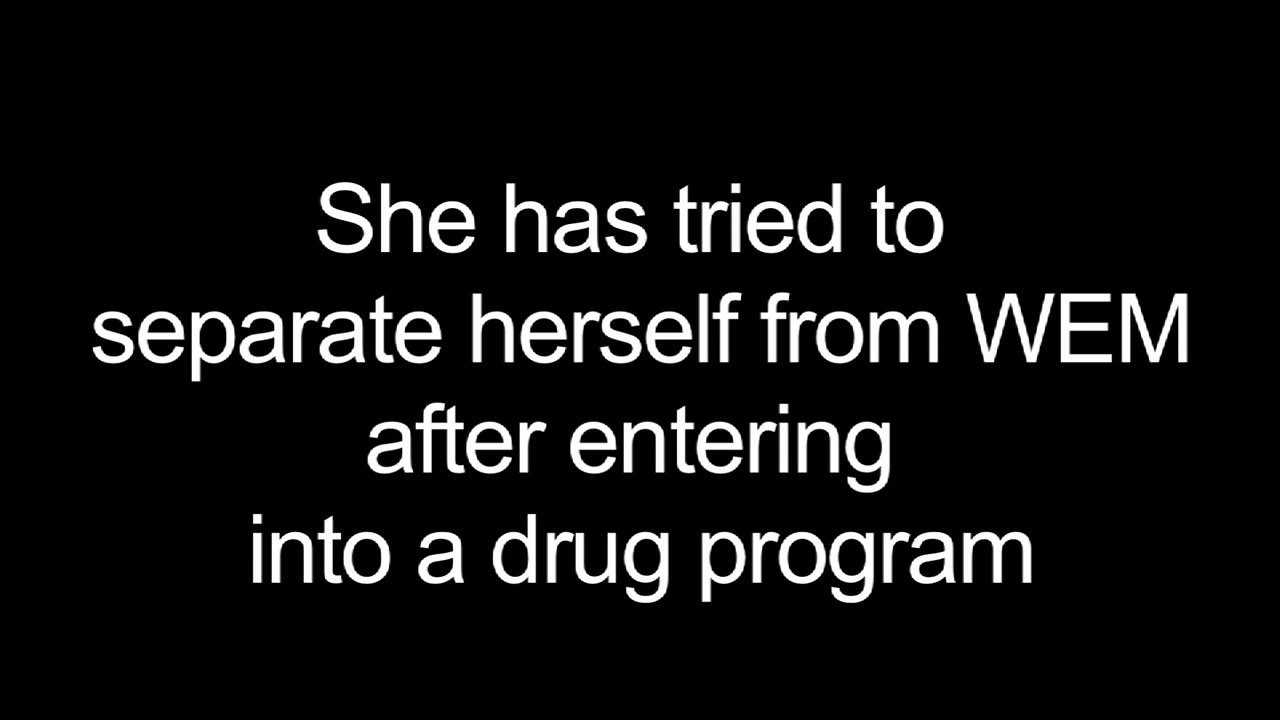 She has tried to
separate herself from WEM
after entering
into a drug program